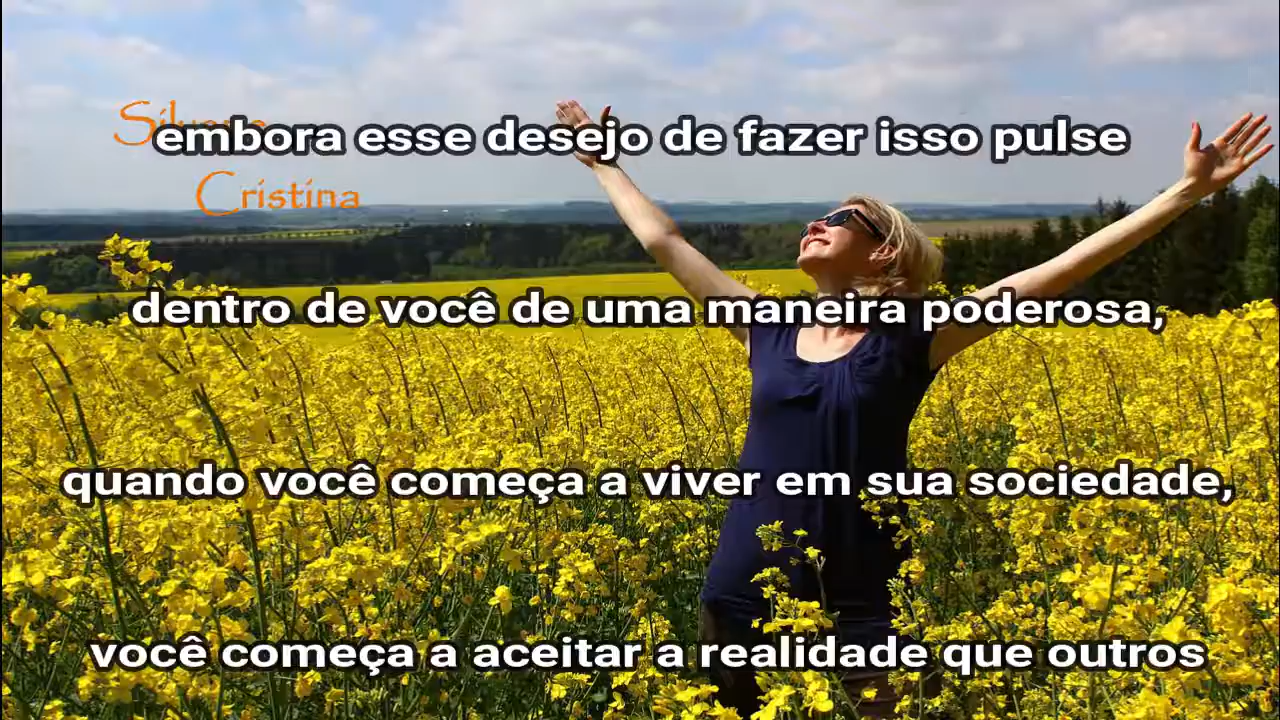 embora esse desejo de fazer isso pulse
Cristina
dentro de você de uma maneira poderosa,
quando você começa a viver em sua sociedade,
você começa a aceitar a realidade que outros